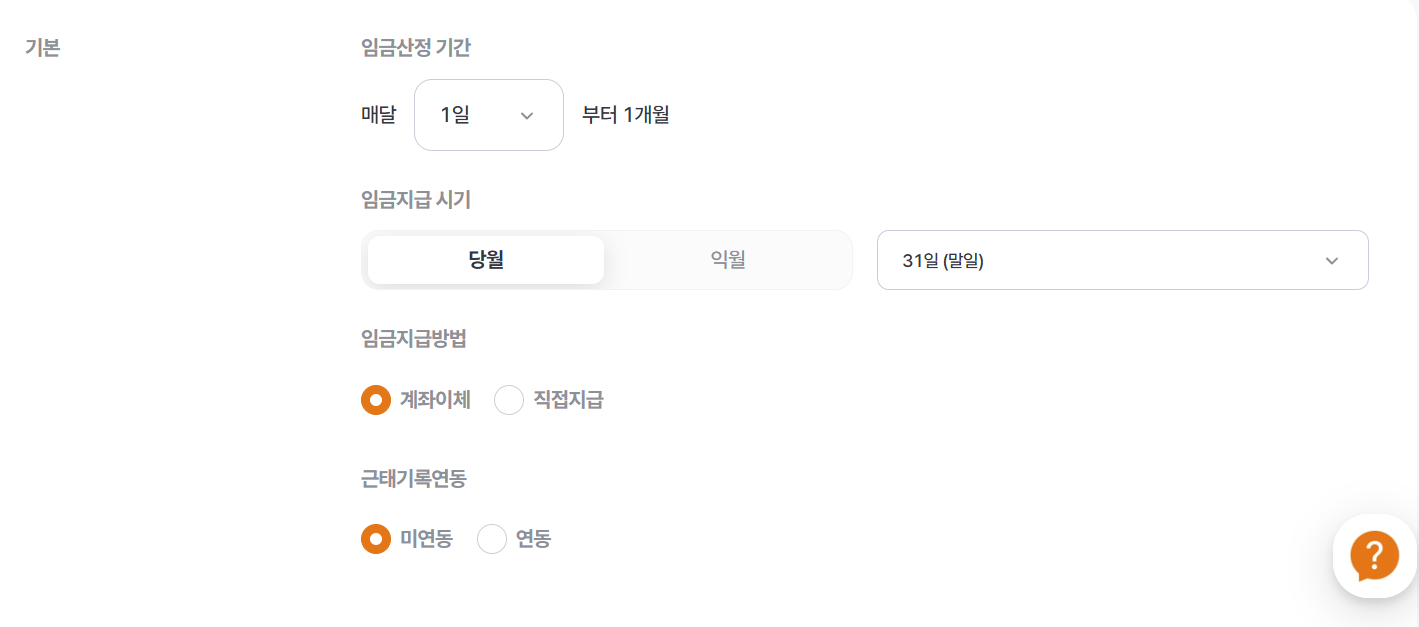 기본
임금산정 기간
매달 1일 부터 1개월
임금지급 시기
당월 익월 31일 (말일)
임금지급방법
계좌이체 직접지급
근태기록연동
미연동 연동
?